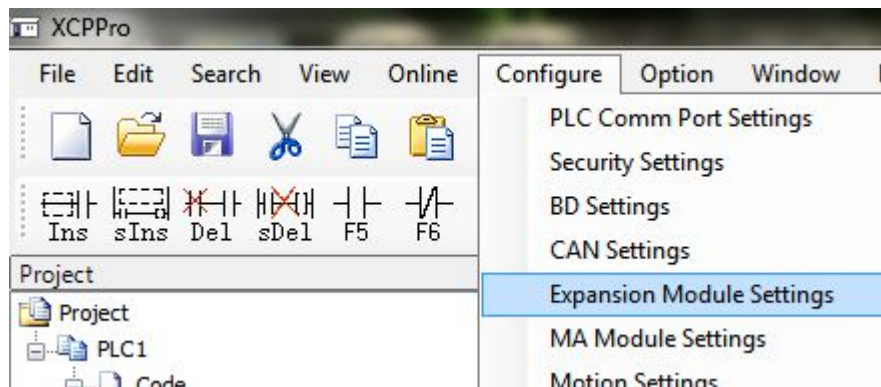 XCPPro
File Edit Search View Online Configure Option Window
PLC Comm Port Settings
Security Settings
BD Settings
CAN Settings
Expansion Module Settings
MA Module Settings
Motion Settings
Ins sIns Del sDel F5 F6
Project
Project
PLC1
Code